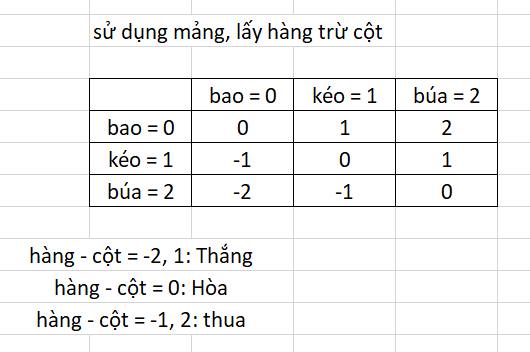 sử dụng mảng, lấy hàng trừ cột
bao = 0 kéo = 1 búa = 2
bao = 0 0 1 2
kéo = 1 -1 0 1
búa = 2 -2 -1 0
hàng - cột = -2, 1: Thắng
hàng - cột = 0: Hòa
hàng - cột = -1, 2: thua